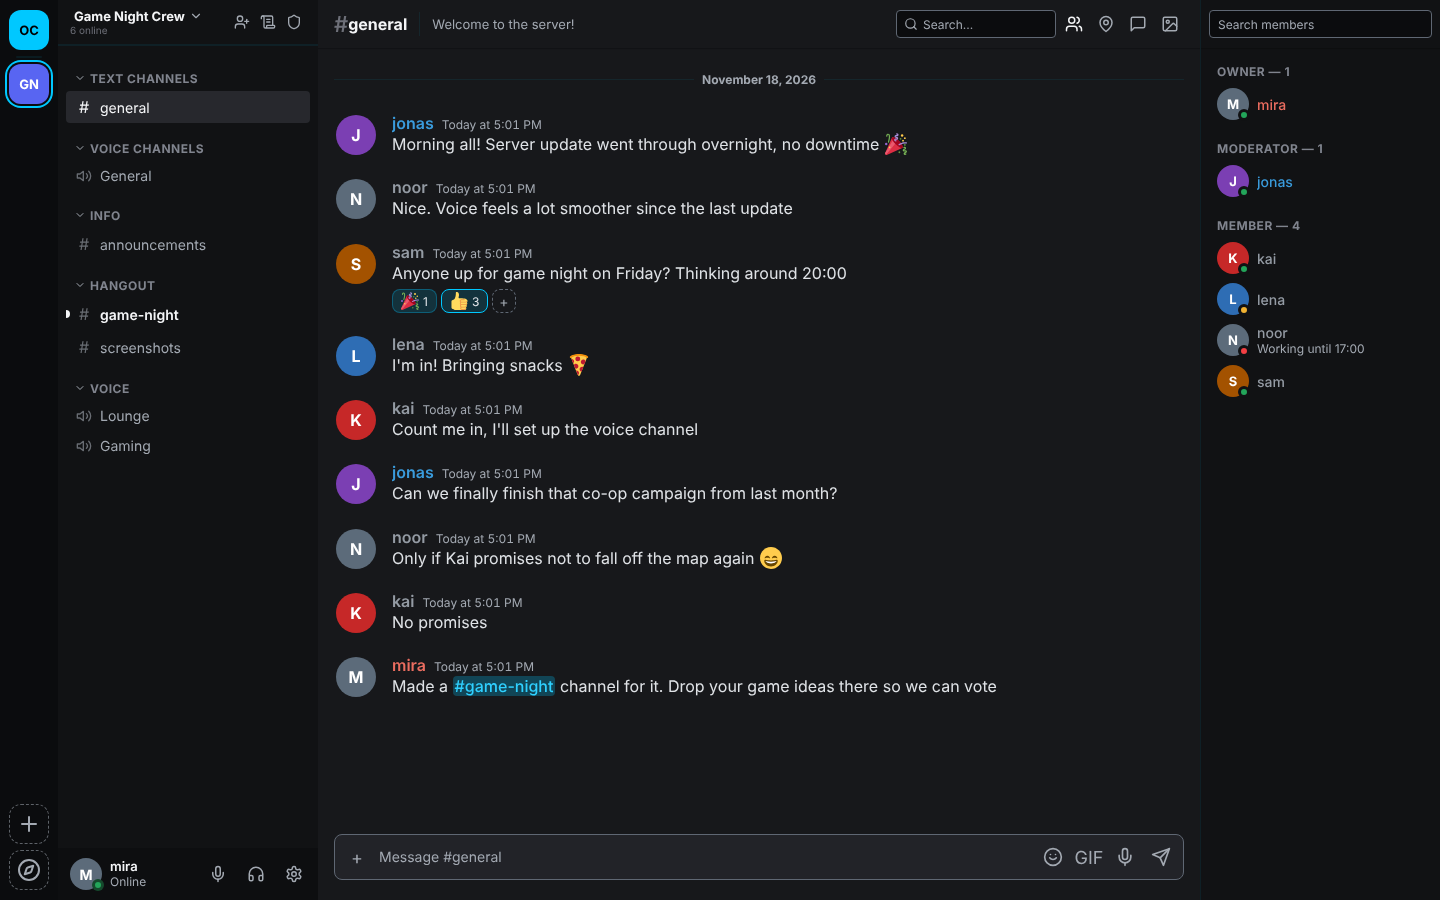 OC
GN
Game Night Crew
6 online
TEXT CHANNELS
# general
VOICE CHANNELS
General
INFO
# announcements
HANGOUT
# game-night
# screenshots
VOICE
Lounge
Gaming
M
mira
Online
#general
Welcome to the server!
Search...
November 18, 2026
J
jonas Today at 5:01 PM
Morning all! Server update went through overnight, no downtime 🎉
N
noor Today at 5:01 PM
Nice. Voice feels a lot smoother since the last update
S
sam Today at 5:01 PM
Anyone up for game night on Friday? Thinking around 20:00
🎉 1 👍 3 +
L
lena Today at 5:01 PM
I'm in! Bringing snacks 🍕
K
kai Today at 5:01 PM
Count me in, I'll set up the voice channel
J
jonas Today at 5:01 PM
Can we finally finish that co-op campaign from last month?
N
noor Today at 5:01 PM
Only if Kai promises not to fall off the map again 😄
K
kai Today at 5:01 PM
No promises
M
mira Today at 5:01 PM
Made a #game-night channel for it. Drop your game ideas there so we can vote
+ Message #general
GIF
Search members
OWNER — 1
M
mira
MODERATOR — 1
J
jonas
MEMBER — 4
K
kai
L
lena
N
noor
Working until 17:00
S
sam